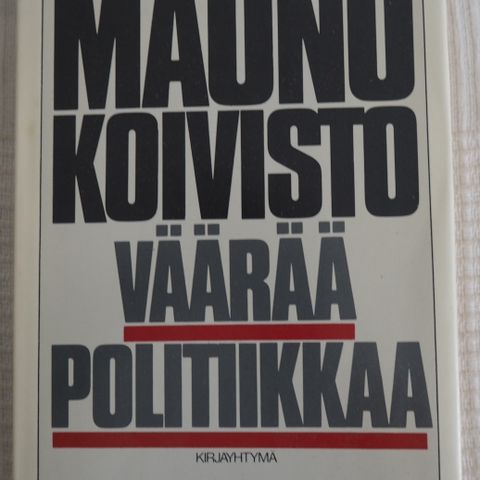 MAUNO
KOIVISTO
VÄÄRÄÄ
POLITIIKKAA
KIRJAYHTYMÄ